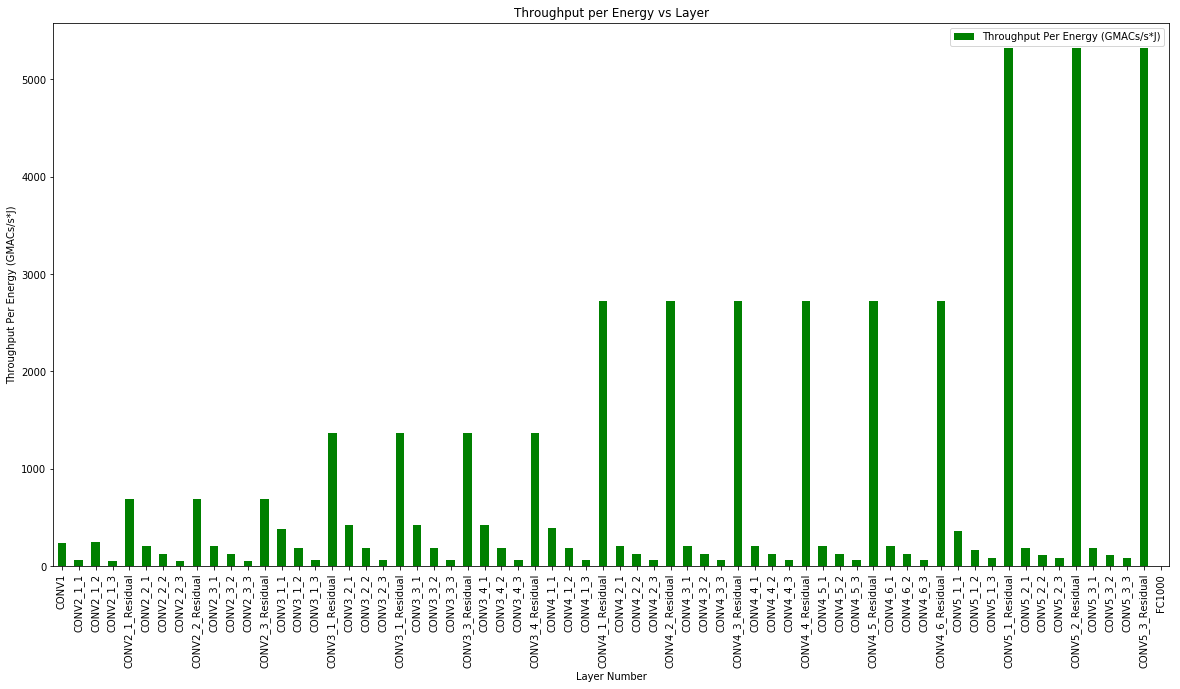 Throughput per Energy vs Layer
Throughput Per Energy (GMACs/s*J)
Throughput Per Energy (GMACs/s*J)
5000
4000
3000
2000
1000
0
CONV1
CONV2_1_1
CONV2_1_2
CONV2_1_3
CONV2_1_Residual
CONV2_2_1
CONV2_2_2
CONV2_2_3
CONV2_2_Residual
CONV2_3_1
CONV2_3_2
CONV2_3_3
CONV2_3_Residual
CONV3_1_1
CONV3_1_2
CONV3_1_3
CONV3_1_Residual
CONV3_2_1
CONV3_2_2
CONV3_2_3
CONV3_1_Residual
CONV3_3_1
CONV3_3_2
CONV3_3_3
CONV3_3_Residual
CONV3_4_1
CONV3_4_2
CONV3_4_3
CONV3_4_Residual
CONV4_1_1
CONV4_1_2
CONV4_1_3
CONV4_1_Residual
CONV4_2_1
CONV4_2_2
CONV4_2_3
CONV4_2_Residual
CONV4_3_1
CONV4_3_2
CONV4_3_3
CONV4_3_Residual
CONV4_4_1
CONV4_4_2
CONV4_4_3
CONV4_4_Residual
CONV4_5_1
CONV4_5_2
CONV4_5_3
CONV4_5_Residual
CONV4_6_1
CONV4_6_2
CONV4_6_3
CONV4_6_Residual
CONV5_1_1
CONV5_1_2
CONV5_1_3
CONV5_1_Residual
CONV5_2_1
CONV5_2_2
CONV5_2_3
CONV5_2_Residual
CONV5_3_1
CONV5_3_2
CONV5_3_3
CONV5_3_Residual
FC1000
Layer Number